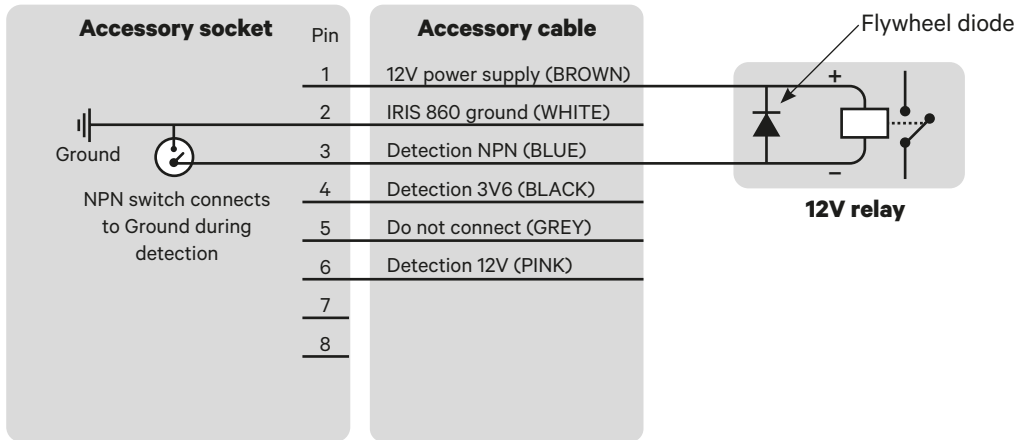 Accessory socket
Pin
Accessory cable
Flywheel diode
1
12V power supply (BROWN)
+
2
IRIS 860 ground (WHITE)
Ground
3
Detection NPN (BLUE)
–
4
Detection 3V6 (BLACK)
12V relay
NPN switch connects
to Ground during
detection
5
Do not connect (GREY)
6
Detection 12V (PINK)
7
8